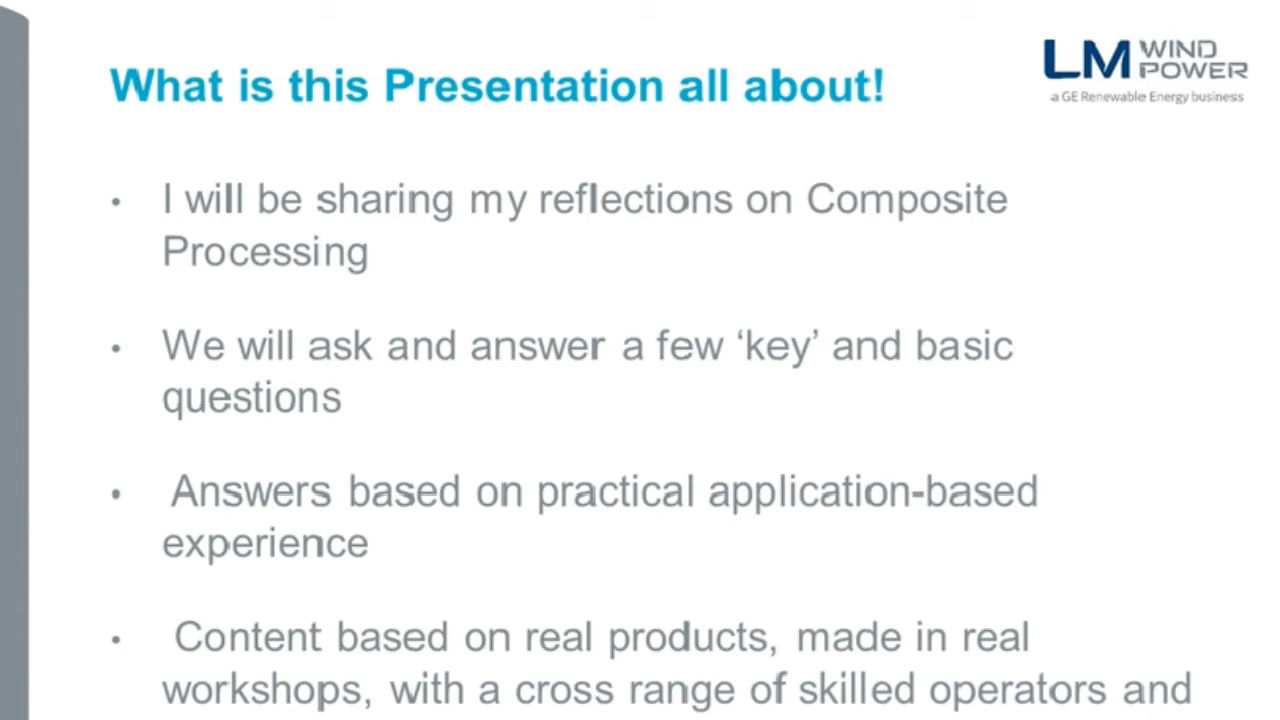 What is this Presentation all about!
LM WIND
POWER
a GE Renewable Energy business
• I will be sharing my reflections on Composite
Processing
• We will ask and answer a few ‘key’ and basic
questions
• Answers based on practical application-based
experience
• Content based on real products, made in real
workshops, with a cross range of skilled operators and